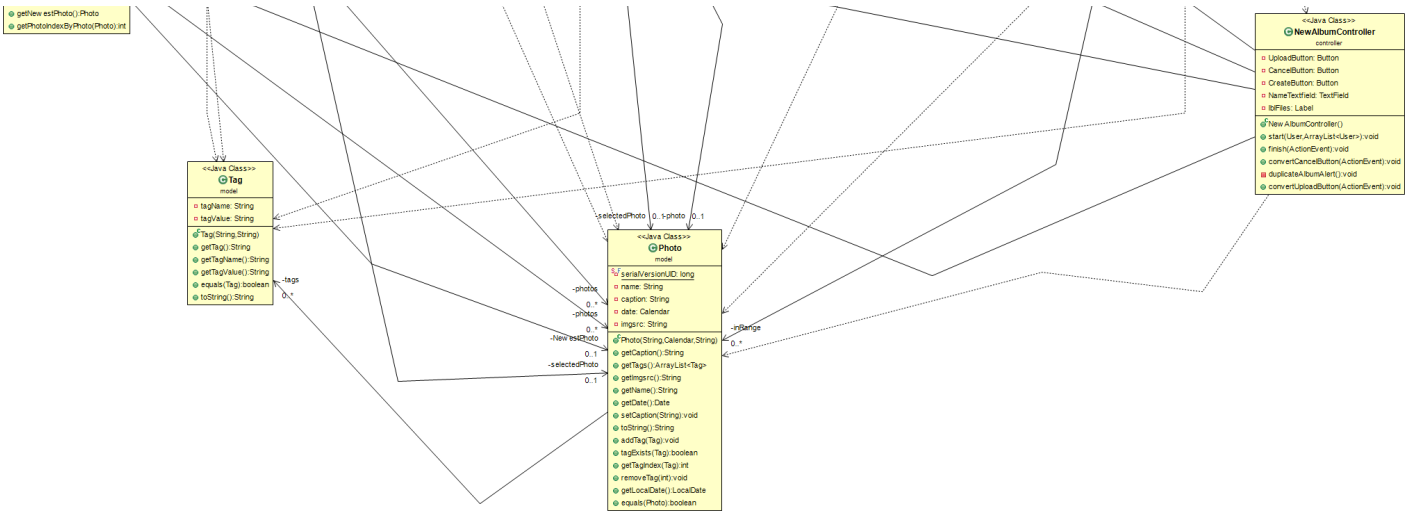 getNewestPhoto():Photo
getPhotoIndexByPhoto(Photo):int
<<Java Class>>
NewAlbumController
controller
UploadButton: Button
CancelButton: Button
CreateButton: Button
NameTextfield: TextField
lblFiles: Label
NewAlbumController()
start(User,ArrayList<User>):void
finish(ActionEvent):void
convertCancelButton(ActionEvent):void
duplicateAlbumAlert():void
convertUploadButton(ActionEvent):void
<<Java Class>>
Tag
model
tagName: String
tagValue: String
Tag(String,String)
getTag():String
getTagName():String
getTagValue():String
equals(Tag):boolean
toString():String
-tags
0..*
-selectedPhoto
0..1
-photo
0..1
-photos
0..*
-photos
0..*
-NewestPhoto
0..1
-selectedPhoto
0..1
-inRange
0..*
<<Java Class>>
Photo
model
serialVersionUID: long
name: String
caption: String
date: Calendar
imgsrc: String
Photo(String,Calendar,String)
getCaption():String
getTags():ArrayList<Tag>
getImgsrc():String
getName():String
getDate():Date
setCaption(String):void
toString():String
addTag(Tag):void
tagExists(Tag):boolean
getTagIndex(Tag):int
removeTag(int):void
getLocalDate():LocalDate
equals(Photo):boolean